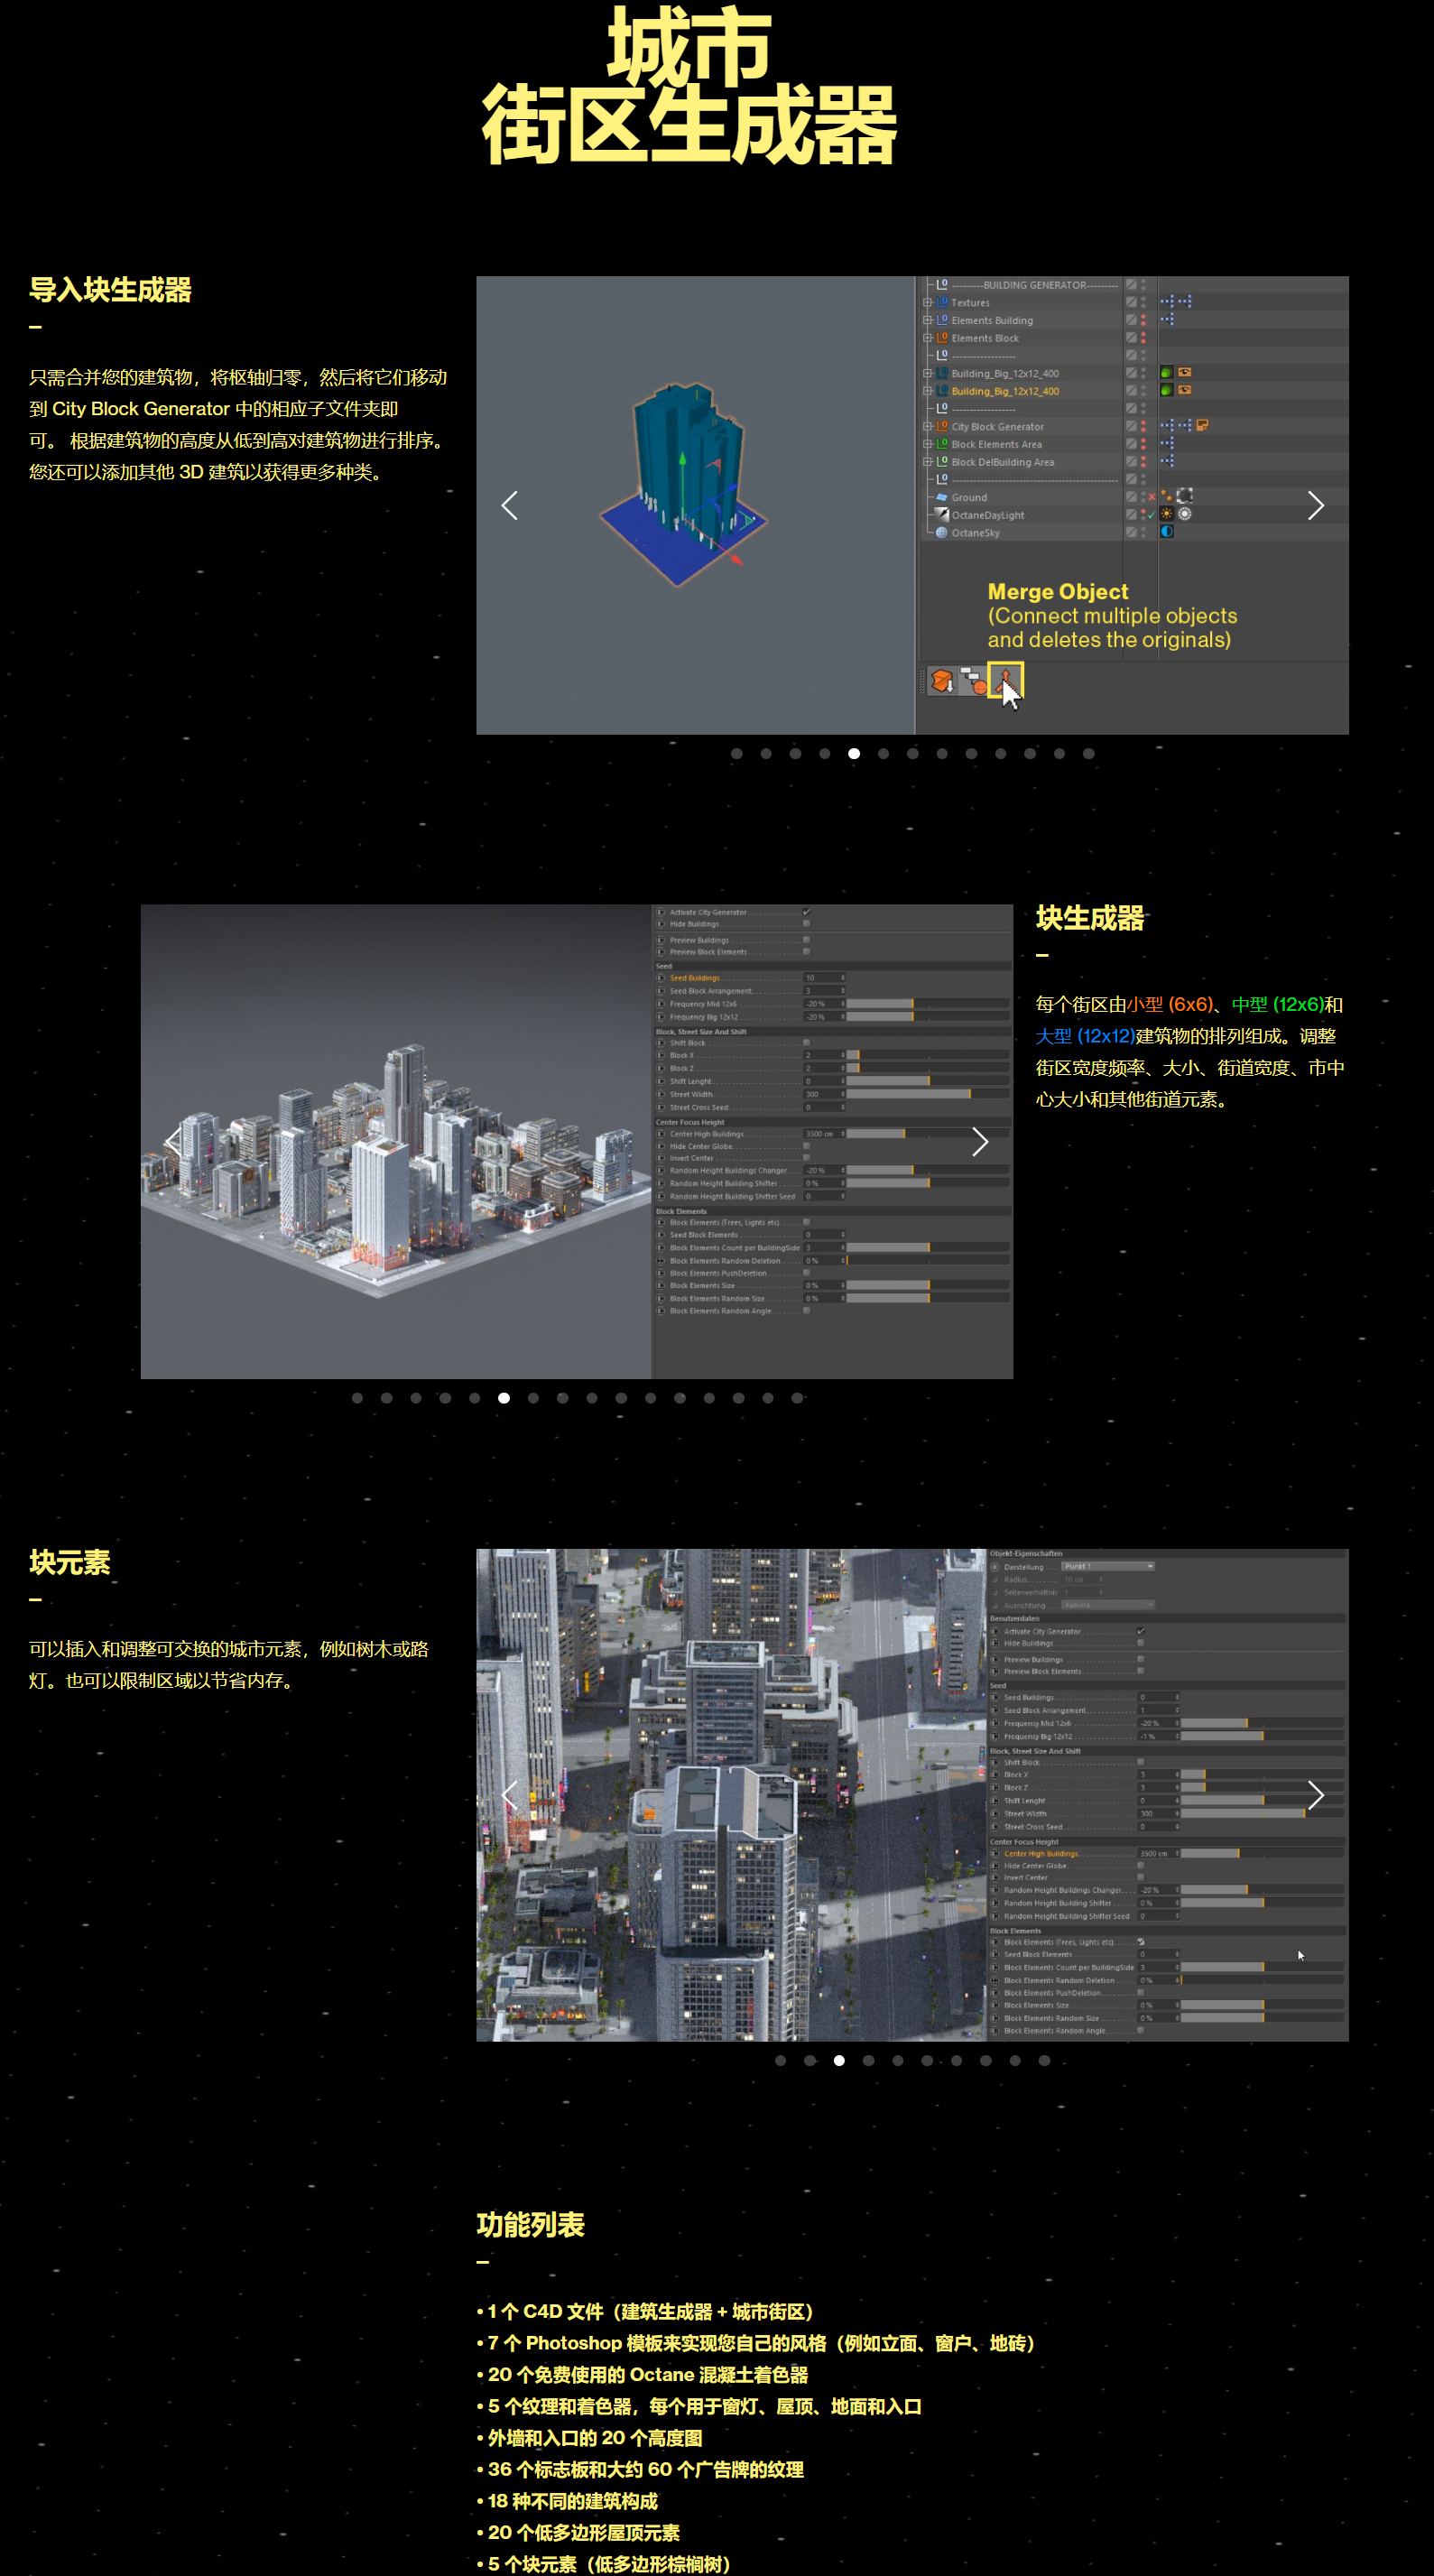 城市
街区生成器
导入块生成器
–
只需合并您的建筑物，将枢轴归零，然后将它们移动
到 City Block Generator 中的相应子文件夹即
可。 根据建筑物的高度从低到高对建筑物进行排序。
您还可以添加其他 3D 建筑以获得更多种类。
---------BUILDING GENERATOR---------
Textures
Elements Building
Elements Block
------------------
Building_Big_12x12_400
Building_Big_12x12_400
------------------
City Block Generator
Block Elements Area
Block DelBuilding Area
-----------------------------------------------
Ground
OctaneDayLight
OctaneSky
Merge Object
(Connect multiple objects
and deletes the originals)
Activate City Generator
Hide Buildings
Preview Buildings
Preview Block Elements
Seed
Seed Buildings 10
Seed Block Arrangement 3
Frequency Mid 12x6 -20 %
Frequency Big 12x12 -20 %
Block, Street Size And Shift
Shift Block
Block X 2
Block Z 2
Shift Lenght 0
Street Width 300
Street Cross Seed 0
Center Focus Height
Center High Buildings 3500 cm
Hide Center Globe
Invert Center
Random Height Buildings Changer -20 %
Random Height Building Shifter 0 %
Random Height Building Shifter Seed 0
Block Elements
Block Elements (Trees, Lights etc)
Seed Block Elements 0
Block Elements Count per BuildingSide 3
Block Elements Random Deletion 0 %
Block Elements PushDeletion
Block Elements Size 0 %
Block Elements Random Size 0 %
Block Elements Random Angle
块生成器
–
每个街区由小型 (6x6)、中型 (12x6)和
大型 (12x12)建筑物的排列组成。调整
街区宽度频率、大小、街道宽度、市中
心大小和其他街道元素。
块元素
–
可以插入和调整可交换的城市元素，例如树木或路
灯。也可以限制区域以节省内存。
Objekt-Eigenschaften
Darstellung Punkt 1
Radius 10 cm
Seitenverhältnis 1
Ausrichtung Kamera
Benutzerdaten
Activate City Generator
Hide Buildings
Preview Buildings
Preview Block Elements
Seed
Seed Buildings 0
Seed Block Arrangement 1
Frequency Mid 12x6 -20 %
Frequency Big 12x12 -1 %
Block, Street Size And Shift
Shift Block
Block X 3
Block Z 3
Shift Lenght 0
Street Width 300
Street Cross Seed 0
Center Focus Height
Center High Buildings 3500 cm
Hide Center Globe
Invert Center
Random Height Buildings Changer -20 %
Random Height Building Shifter 0 %
Random Height Building Shifter Seed 0
Block Elements
Block Elements (Trees, Lights etc)
Seed Block Elements 0
Block Elements Count per BuildingSide 3
Block Elements Random Deletion 0 %
Block Elements PushDeletion
Block Elements Size 0 %
Block Elements Random Size 0 %
Block Elements Random Angle
功能列表
–
• 1 个 C4D 文件（建筑生成器 + 城市街区）
• 7 个 Photoshop 模板来实现您自己的风格（例如立面、窗户、地砖）
• 20 个免费使用的 Octane 混凝土着色器
• 5 个纹理和着色器，每个用于窗灯、屋顶、地面和入口
• 外墙和入口的 20 个高度图
• 36 个标志板和大约 60 个广告牌的纹理
• 18 种不同的建筑构成
• 20 个低多边形屋顶元素
• 5 个块元素（低多边形棕榈树）